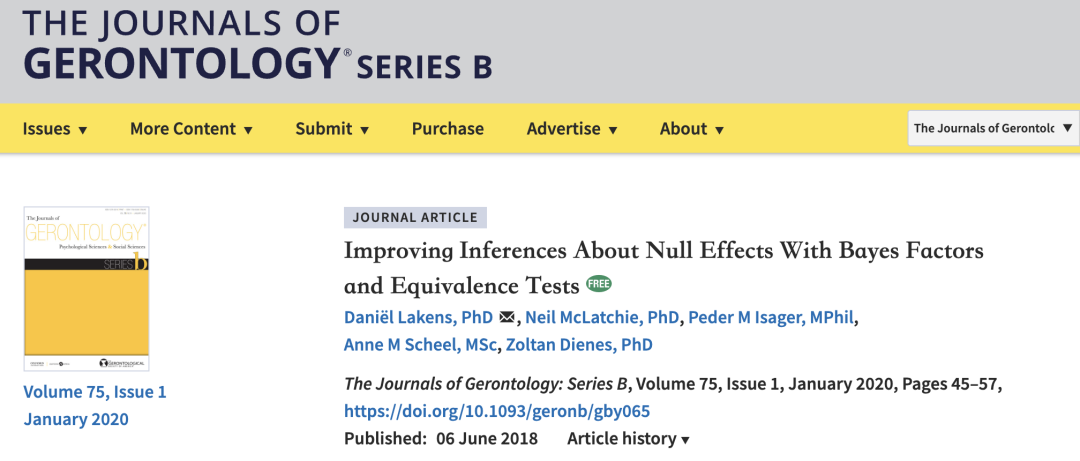 THE JOURNALS OF
GERONTOLOGY® SERIES B
Issues ▼ More Content ▼ Submit ▼ Purchase Advertise ▼ About ▼ The Journals of Gerontolc ▼
The Journals of
GERONTOLOGY
Psychological Sciences & Social Sciences
SERIES b
GERONTOLOGICAL
Volume 75, Issue 1
January 2020
JOURNAL ARTICLE
Improving Inferences About Null Effects With Bayes Factors
and Equivalence Tests FREE
Daniël Lakens, PhD ✉, Neil McLatchie, PhD, Peder M Isager, MPhil,
Anne M Scheel, MSc, Zoltan Dienes, PhD
The Journals of Gerontology: Series B, Volume 75, Issue 1, January 2020, Pages 45–57,
https://doi.org/10.1093/geronb/gby065
Published: 06 June 2018 Article history ▾